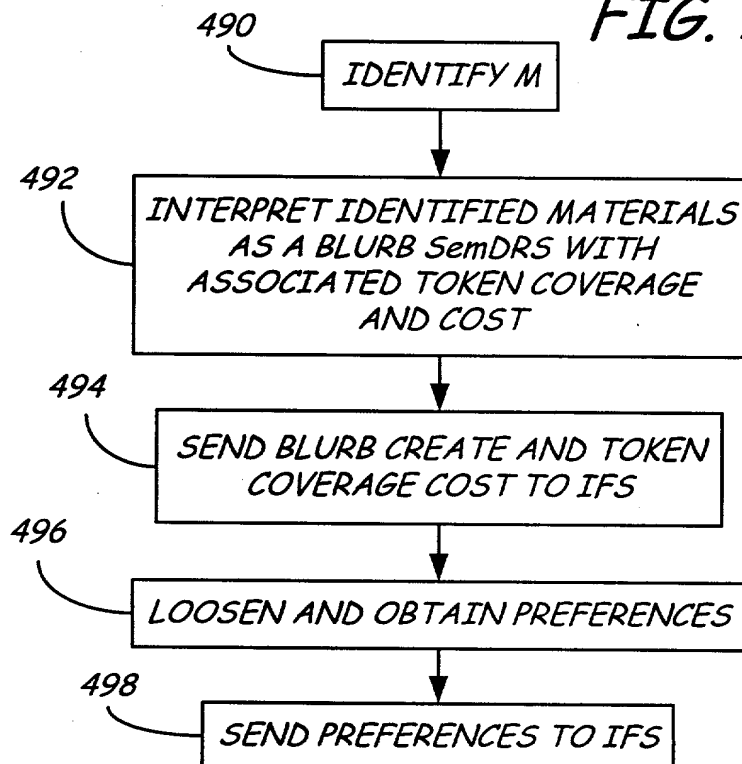 FIG.
490
IDENTIFY M
492
INTERPRET IDENTIFIED MATERIALS
AS A BLURB SemDRS WITH
ASSOCIATED TOKEN COVERAGE
AND COST
494
SEND BLURB CREATE AND TOKEN
COVERAGE COST TO IFS
496
LOOSEN AND OBTAIN PREFERENCES
498
SEND PREFERENCES TO IFS